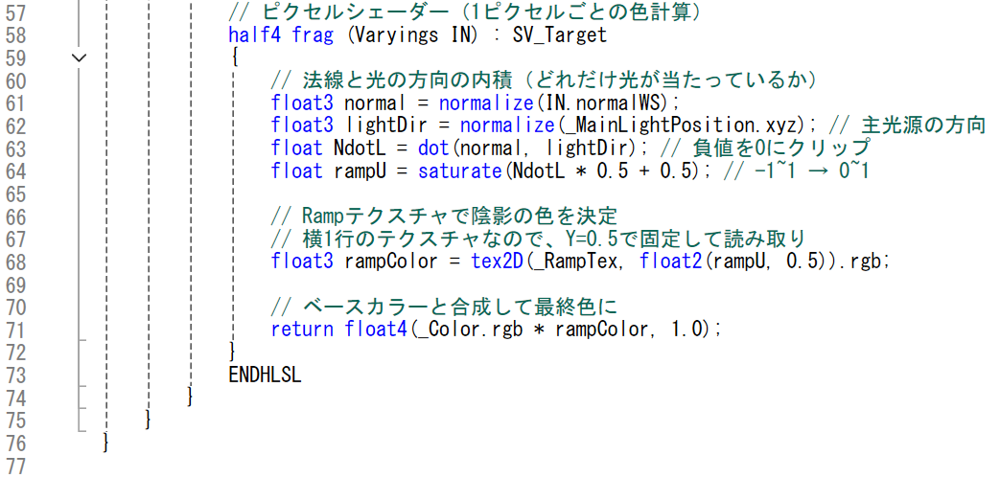 57 // ピクセルシェーダー（1ピクセルごとの色計算）
58 half4 frag (Varyings IN) : SV_Target
59 {
60 // 法線と光の方向の内積（どれだけ光が当たっているか）
61 float3 normal = normalize(IN.normalWS);
62 float3 lightDir = normalize(_MainLightPosition.xyz); // 主光源の方向
63 float NdotL = dot(normal, lightDir); // 負値を0にクリップ
64 float rampU = saturate(NdotL * 0.5 + 0.5); // -1~1 → 0~1
65
66 // Rampテクスチャで陰影の色を決定
67 // 横1行のテクスチャなので、Y=0.5で固定して読み取り
68 float3 rampColor = tex2D(_RampTex, float2(rampU, 0.5)).rgb;
69
70 // ベースカラーと合成して最終色に
71 return float4(_Color.rgb * rampColor, 1.0);
72 }
73 ENDHLSL
74 }
75 }
76 }
77